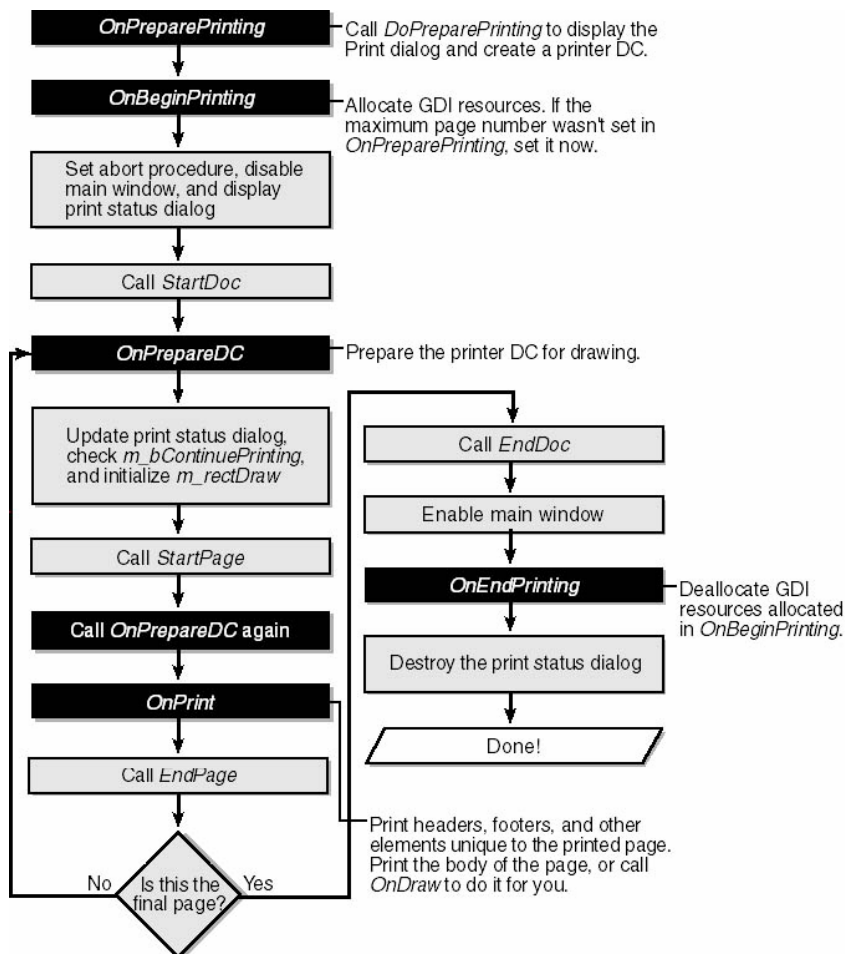 OnPreparePrinting
Call DoPreparePrinting to display the
Print dialog and create a printer DC.
OnBeginPrinting
Allocate GDI resources. If the
maximum page number wasn't set in
OnPreparePrinting, set it now.
Set abort procedure, disable
main window, and display
print status dialog
Call StartDoc
OnPrepareDC
Prepare the printer DC for drawing.
Update print status dialog,
check m_bContinuePrinting,
and initialize m_rectDraw
Call StartPage
Call OnPrepareDC again
OnPrint
Print headers, footers, and other
elements unique to the printed page.
Print the body of the page, or call
OnDraw to do it for you.
Call EndPage
No
Is this the
final page?
Yes
Call EndDoc
Enable main window
OnEndPrinting
Deallocate GDI
resources allocated
in OnBeginPrinting.
Destroy the print status dialog
Done!